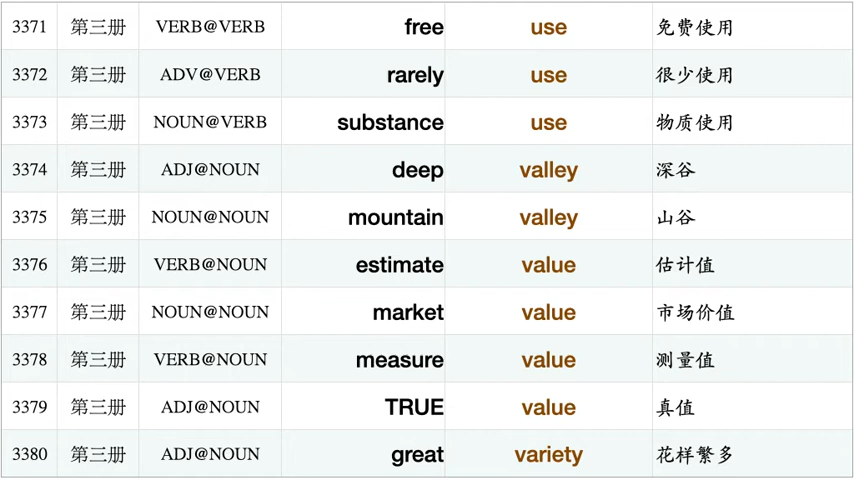 3371 第三册 VERB@VERB free use 免费使用
3372 第三册 ADV@VERB rarely use 很少使用
3373 第三册 NOUN@VERB substance use 物质使用
3374 第三册 ADJ@NOUN deep valley 深谷
3375 第三册 NOUN@NOUN mountain valley 山谷
3376 第三册 VERB@NOUN estimate value 估计值
3377 第三册 NOUN@NOUN market value 市场价值
3378 第三册 VERB@NOUN measure value 测量值
3379 第三册 ADJ@NOUN TRUE value 真值
3380 第三册 ADJ@NOUN great variety 花样繁多